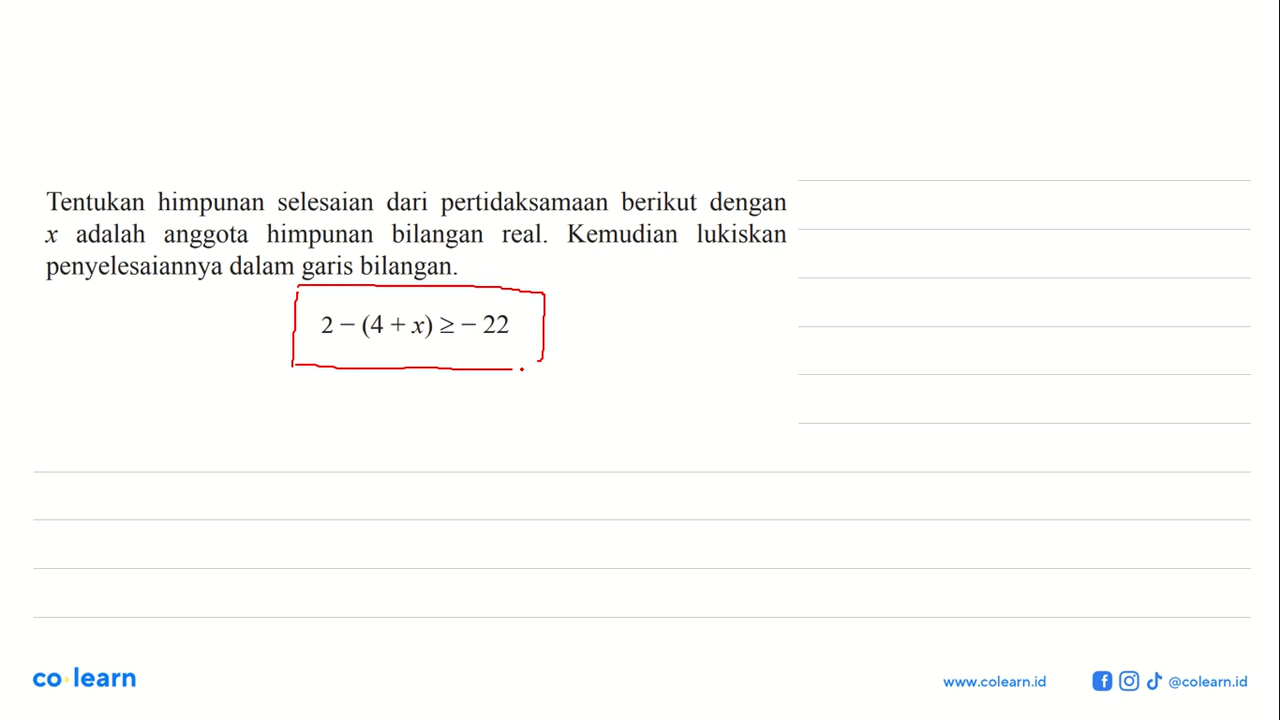 Tentukan himpunan selesaian dari pertidaksamaan berikut dengan
x adalah anggota himpunan bilangan real. Kemudian lukiskan
penyelesaiannya dalam garis bilangan.
2 − (4 + x) ≥ − 22
co learn
www.colearn.id
@colearn.id